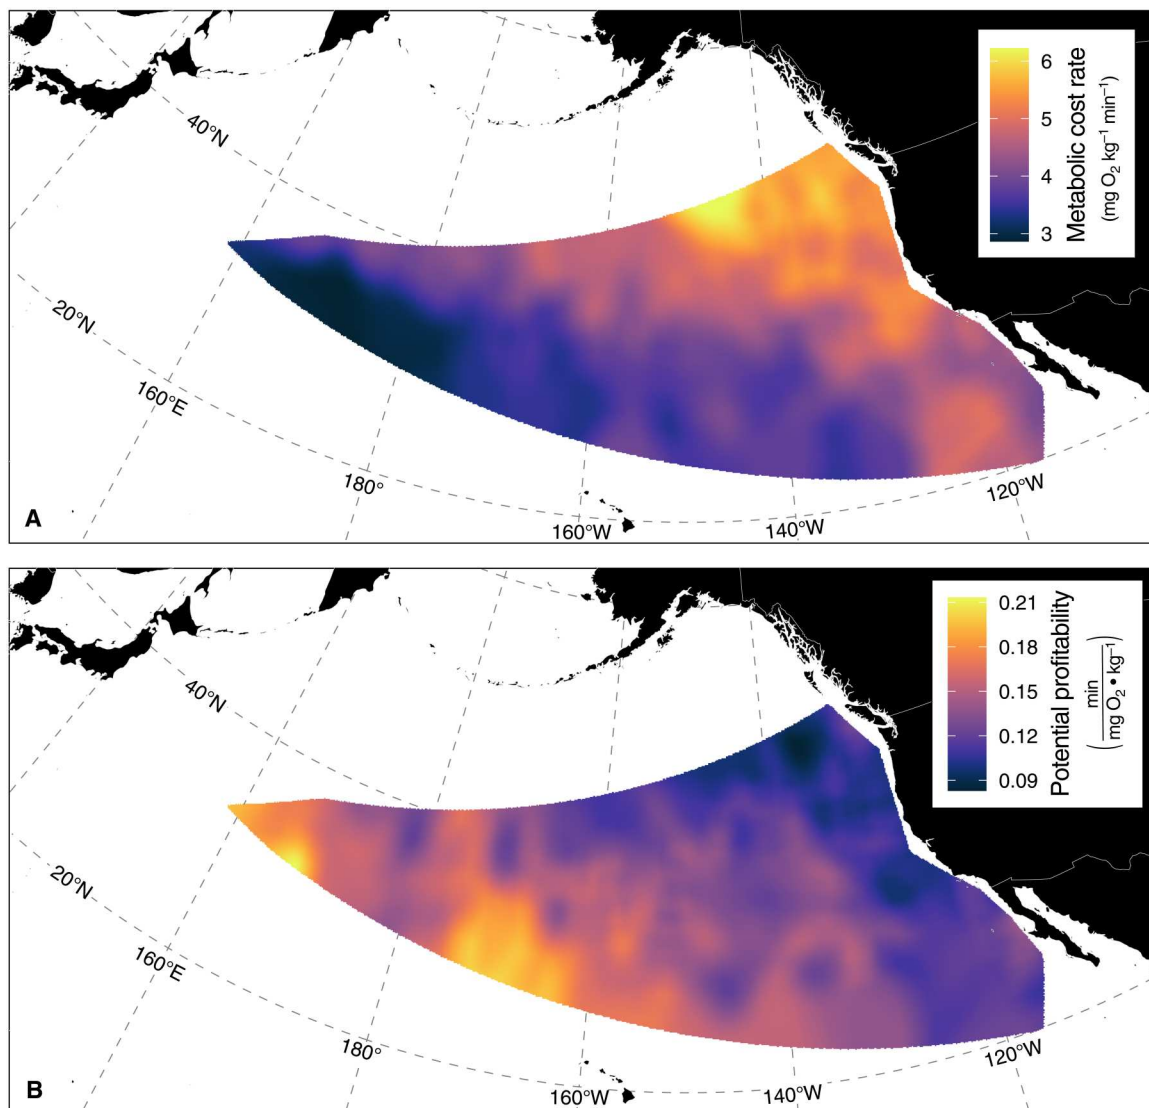 6
5
4
3
Metabolic cost rate
(mg O₂ kg⁻¹ min⁻¹)
40°N
20°N
160°E
180°
160°W
140°W
120°W
A
0.21
0.18
0.15
0.12
0.09
Potential profitability
(min
mg O₂ • kg⁻¹)
40°N
20°N
160°E
180°
160°W
140°W
120°W
B